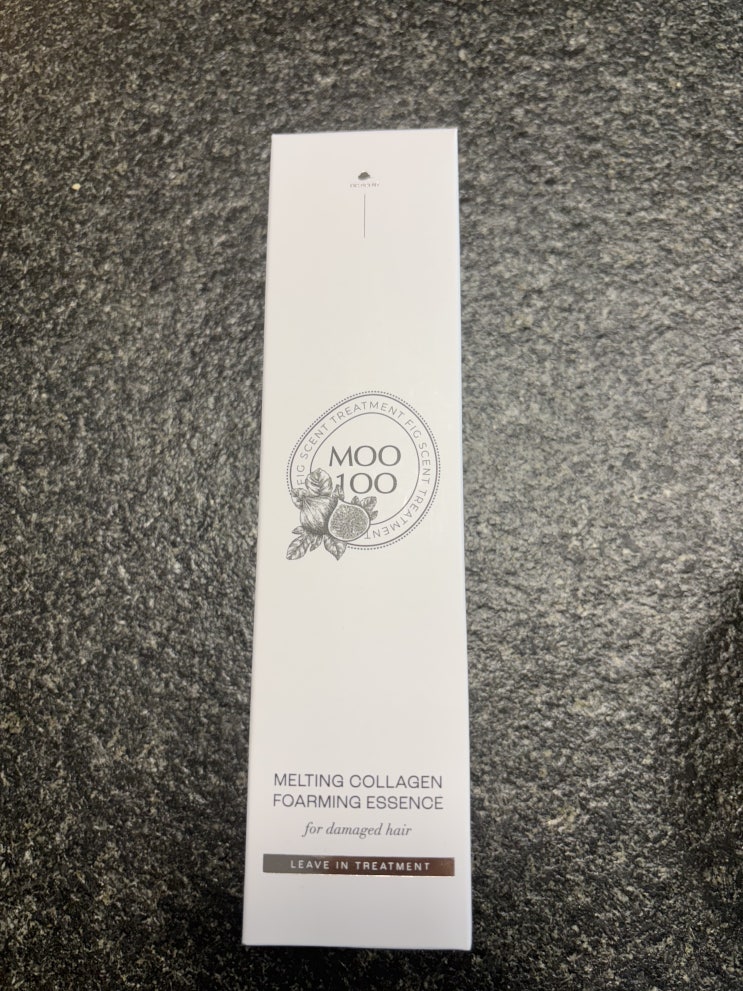 FIG SCENT TREATMENT FIG SCENT TREATMENT
MOO
100
MELTING COLLAGEN
FOARMING ESSENCE
for damaged hair
LEAVE IN TREATMENT